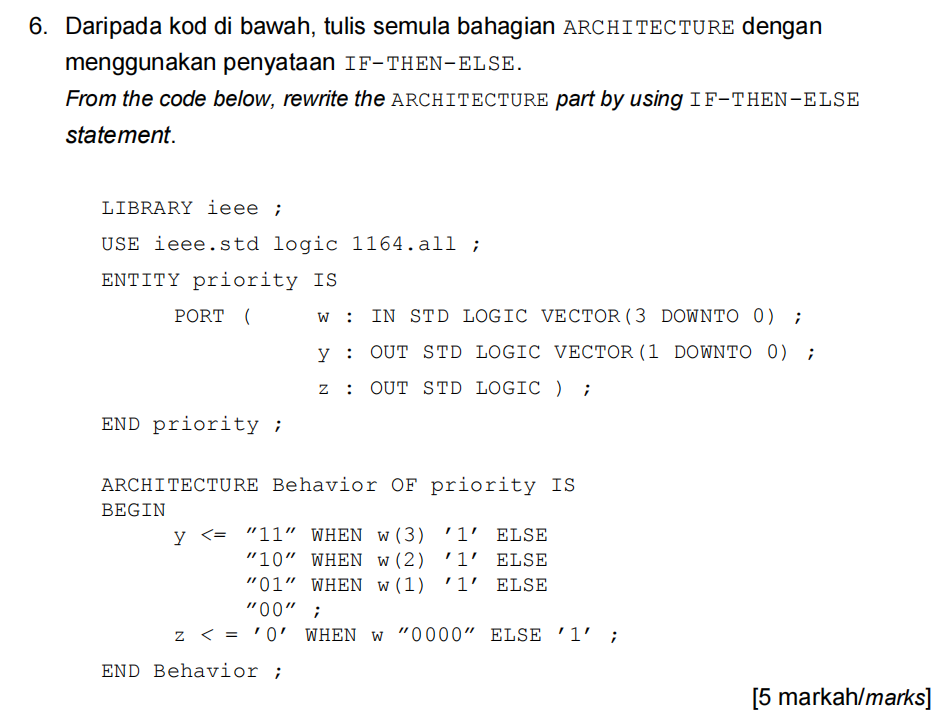 6. Daripada kod di bawah, tulis semula bahagian ARCHITECTURE dengan
menggunakan penyataan IF-THEN-ELSE.
From the code below, rewrite the ARCHITECTURE part by using IF-THEN-ELSE
statement.
LIBRARY ieee ;
USE ieee.std logic 1164.all ;
ENTITY priority IS
PORT ( w : IN STD LOGIC VECTOR(3 DOWNTO 0) ;
y : OUT STD LOGIC VECTOR(1 DOWNTO 0) ;
z : OUT STD LOGIC ) ;
END priority ;
ARCHITECTURE Behavior OF priority IS
BEGIN
y <= ″11″ WHEN w(3) ′1′ ELSE
″10″ WHEN w(2) ′1′ ELSE
″01″ WHEN w(1) ′1′ ELSE
″00″ ;
z < = ′0′ WHEN w ″0000″ ELSE ′1′ ;
END Behavior ;
[5 markah/marks]